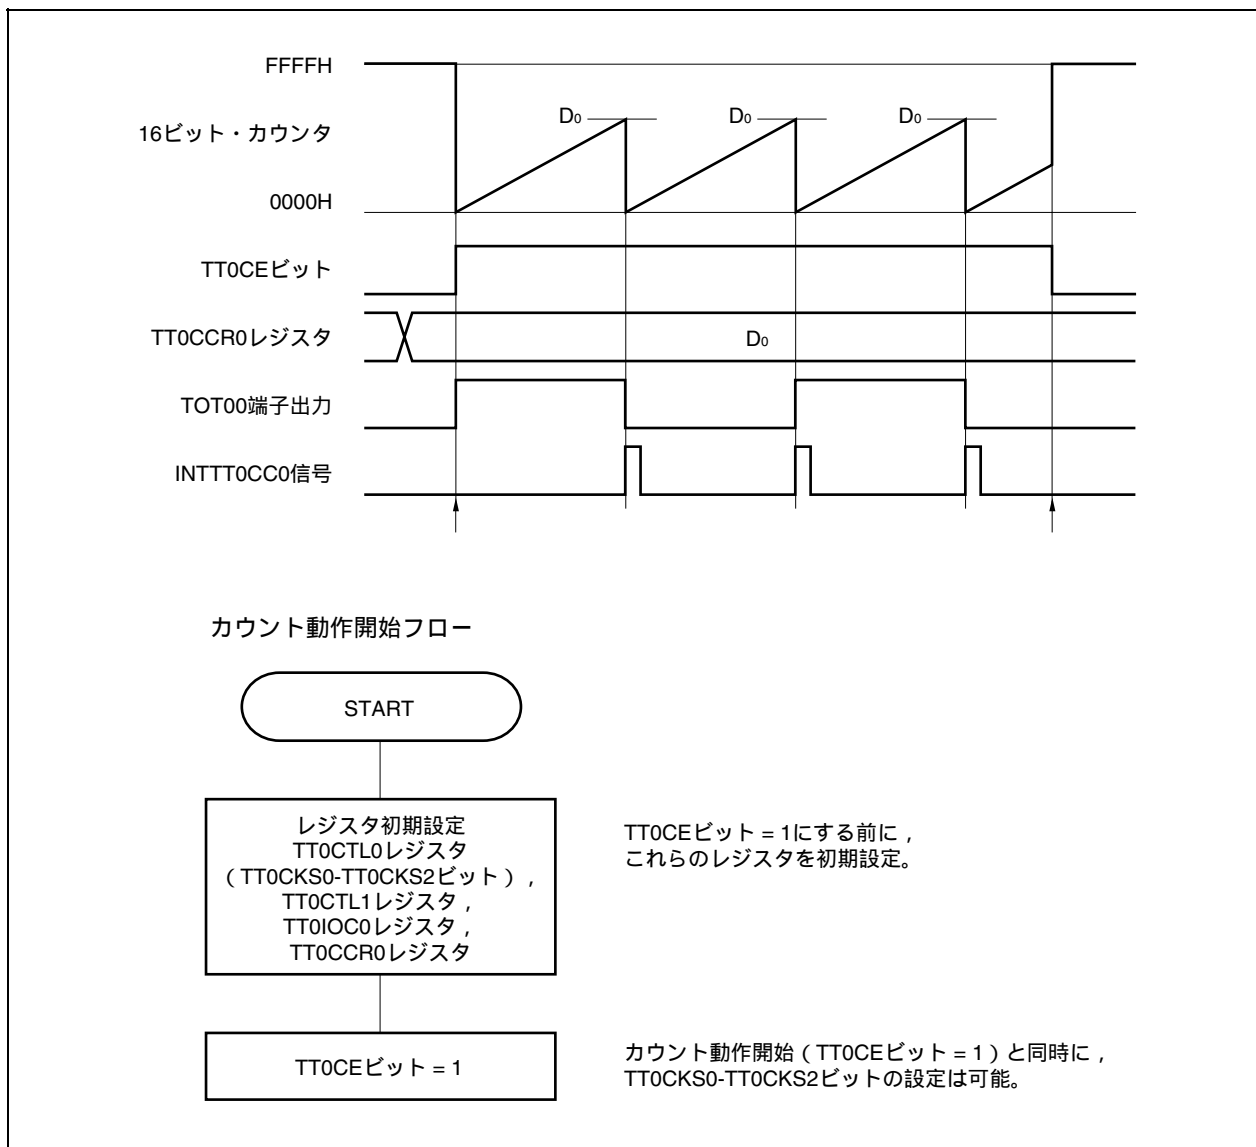 FFFFH
D0 D0 D0
16ビット・カウンタ
0000H
TT0CEビット
TT0CCR0レジスタ
D0
TOT00端子出力
INTTT0CC0信号
カウント動作開始フロー
START
レジスタ初期設定
TT0CTL0レジスタ
（TT0CKS0-TT0CKS2ビット），
TT0CTL1レジスタ，
TT0IOC0レジスタ，
TT0CCR0レジスタ
TT0CEビット = 1にする前に，
これらのレジスタを初期設定。
TT0CEビット = 1
カウント動作開始（TT0CEビット = 1）と同時に，
TT0CKS0-TT0CKS2ビットの設定は可能。